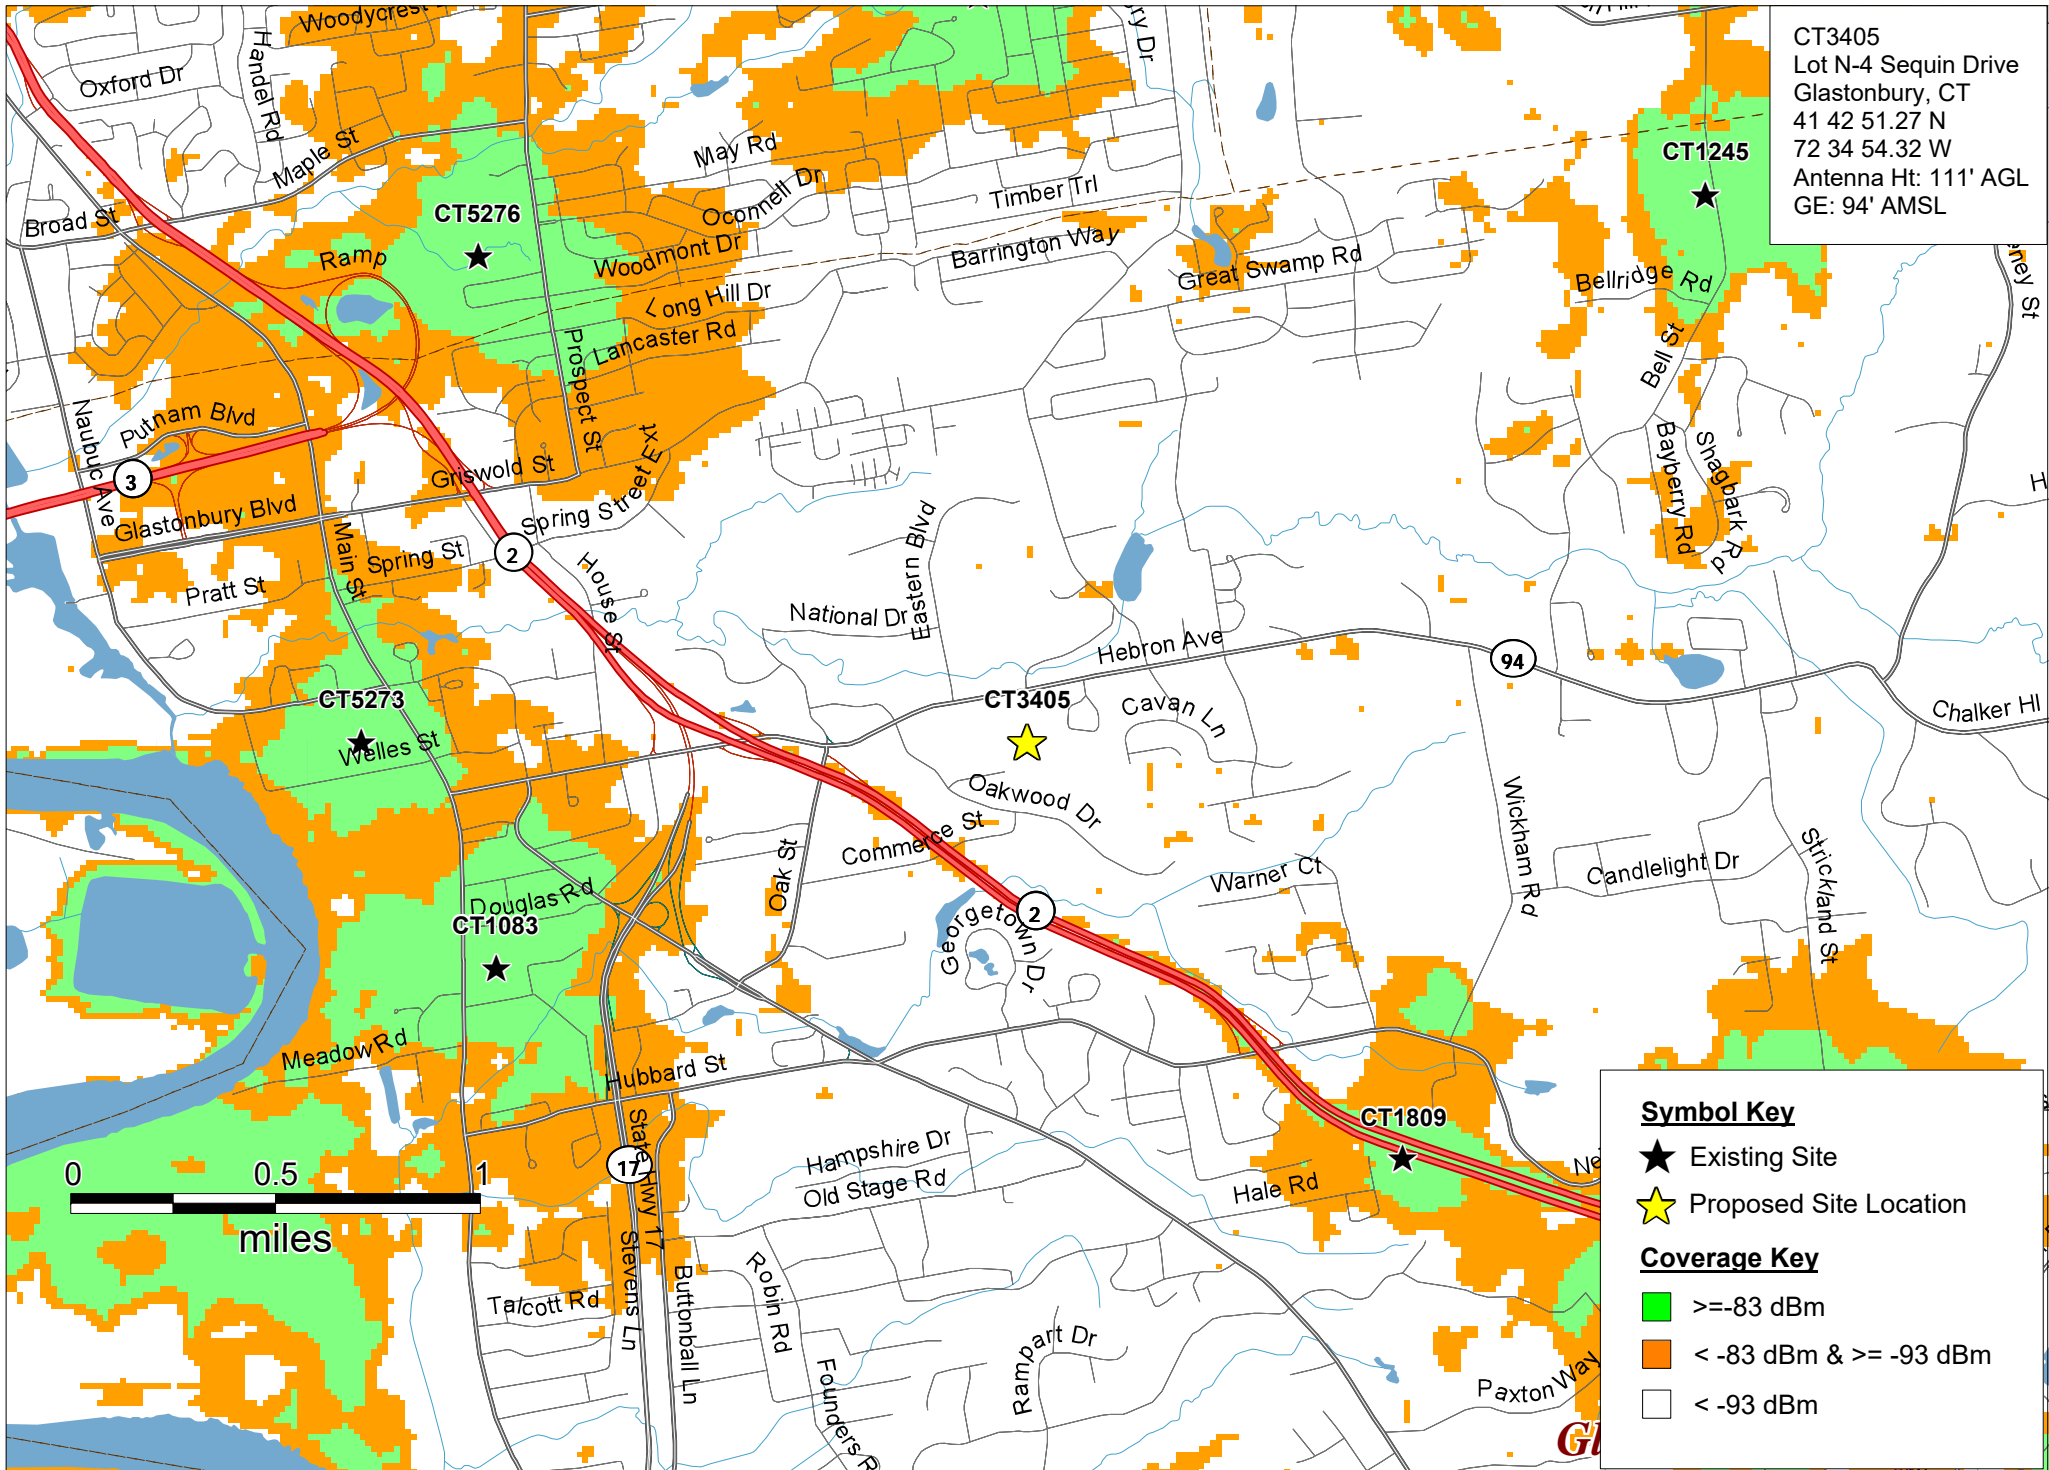 Woodycrest
Oxford Dr
Handel Rd
Maple St
Broad St
Ramp
CT5276
May Rd
Oconnell Dr
Woodmont Dr
Long Hill Dr
Lancaster Rd
Prospect St
Timber Trl
Barrington Way
Great Swamp Rd
CT1245
Bellridge Rd
Bell St
CT3405
Lot N-4 Sequin Drive
Glastonbury, CT
41 42 51.27 N
72 34 54.32 W
Antenna Ht: 111' AGL
GE: 94' AMSL
Naubuc Ave
Putnam Blvd
3
Glastonbury Blvd
Griswold St
Spring Street Ext
Main St
Spring St
Pratt St
2
House St
Eastern Blvd
National Dr
Hebron Ave
94
Bayberry Rd
Shagbark Rd
Chalker Hl
CT5273
Welles St
CT3405
Cavan Ln
Oakwood Dr
Commerce St
Oak St
Wickham Rd
Candlelight Dr
Strickland St
Warner Ct
Douglas Rd
CT1083
Georgetown Dr
2
Meadow Rd
Hubbard St
State Hwy 17
17
Hampshire Dr
Old Stage Rd
CT1809
Hale Rd
0 0.5 1
miles
Talcott Rd
Stevens Ln
Buttonball Ln
Robin Rd
Founders R
Rampart Dr
Paxton Way
Symbol Key
Existing Site
Proposed Site Location
Coverage Key
>=-83 dBm
< -83 dBm & >= -93 dBm
< -93 dBm